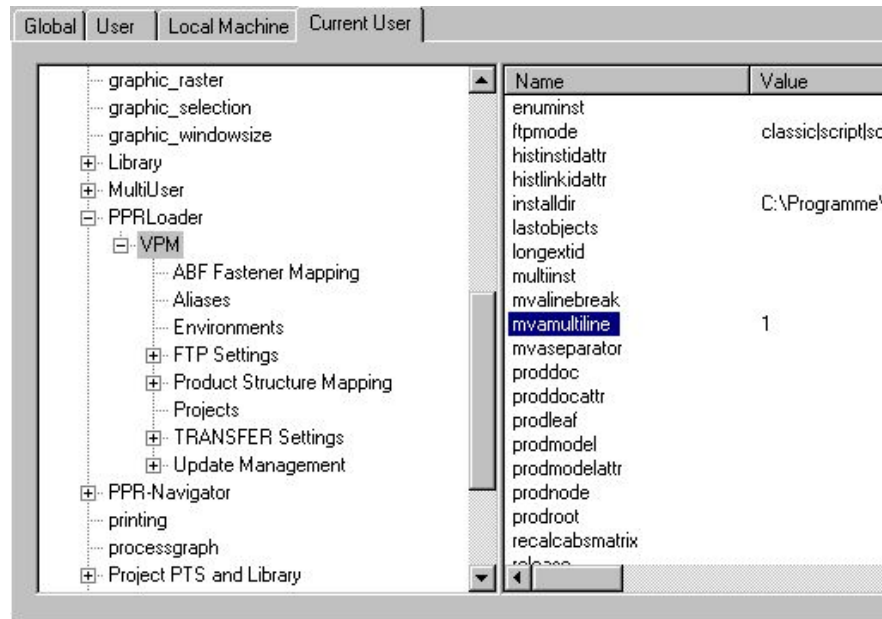 Global User Local Machine Current User
graphic_raster
graphic_selection
graphic_windowsize
Library
MultiUser
PPRLoader
VPM
ABF Fastener Mapping
Aliases
Environments
FTP Settings
Product Structure Mapping
Projects
TRANSFER Settings
Update Management
PPR-Navigator
printing
processgraph
Project PTS and Library
Name Value
enuminst
ftpmode classic|script|sc
histinstidattr
histlinkidattr
installdir C:\Programme\
lastobjects
longextid
multiinst
mvalinebreak
mvamultiline 1
mvaseparator
proddoc
proddocattr
prodleaf
prodmodel
prodmodelattr
prodnode
prodroot
recalcabsmatrix